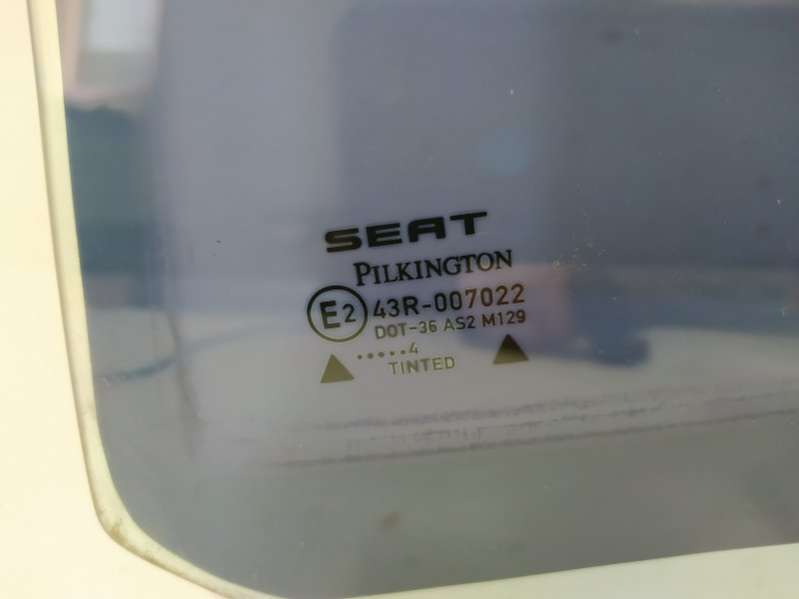 SEAT
PILKINGTON
E2 43R-007022
DOT-36 AS2 M129
.....4
TINTED